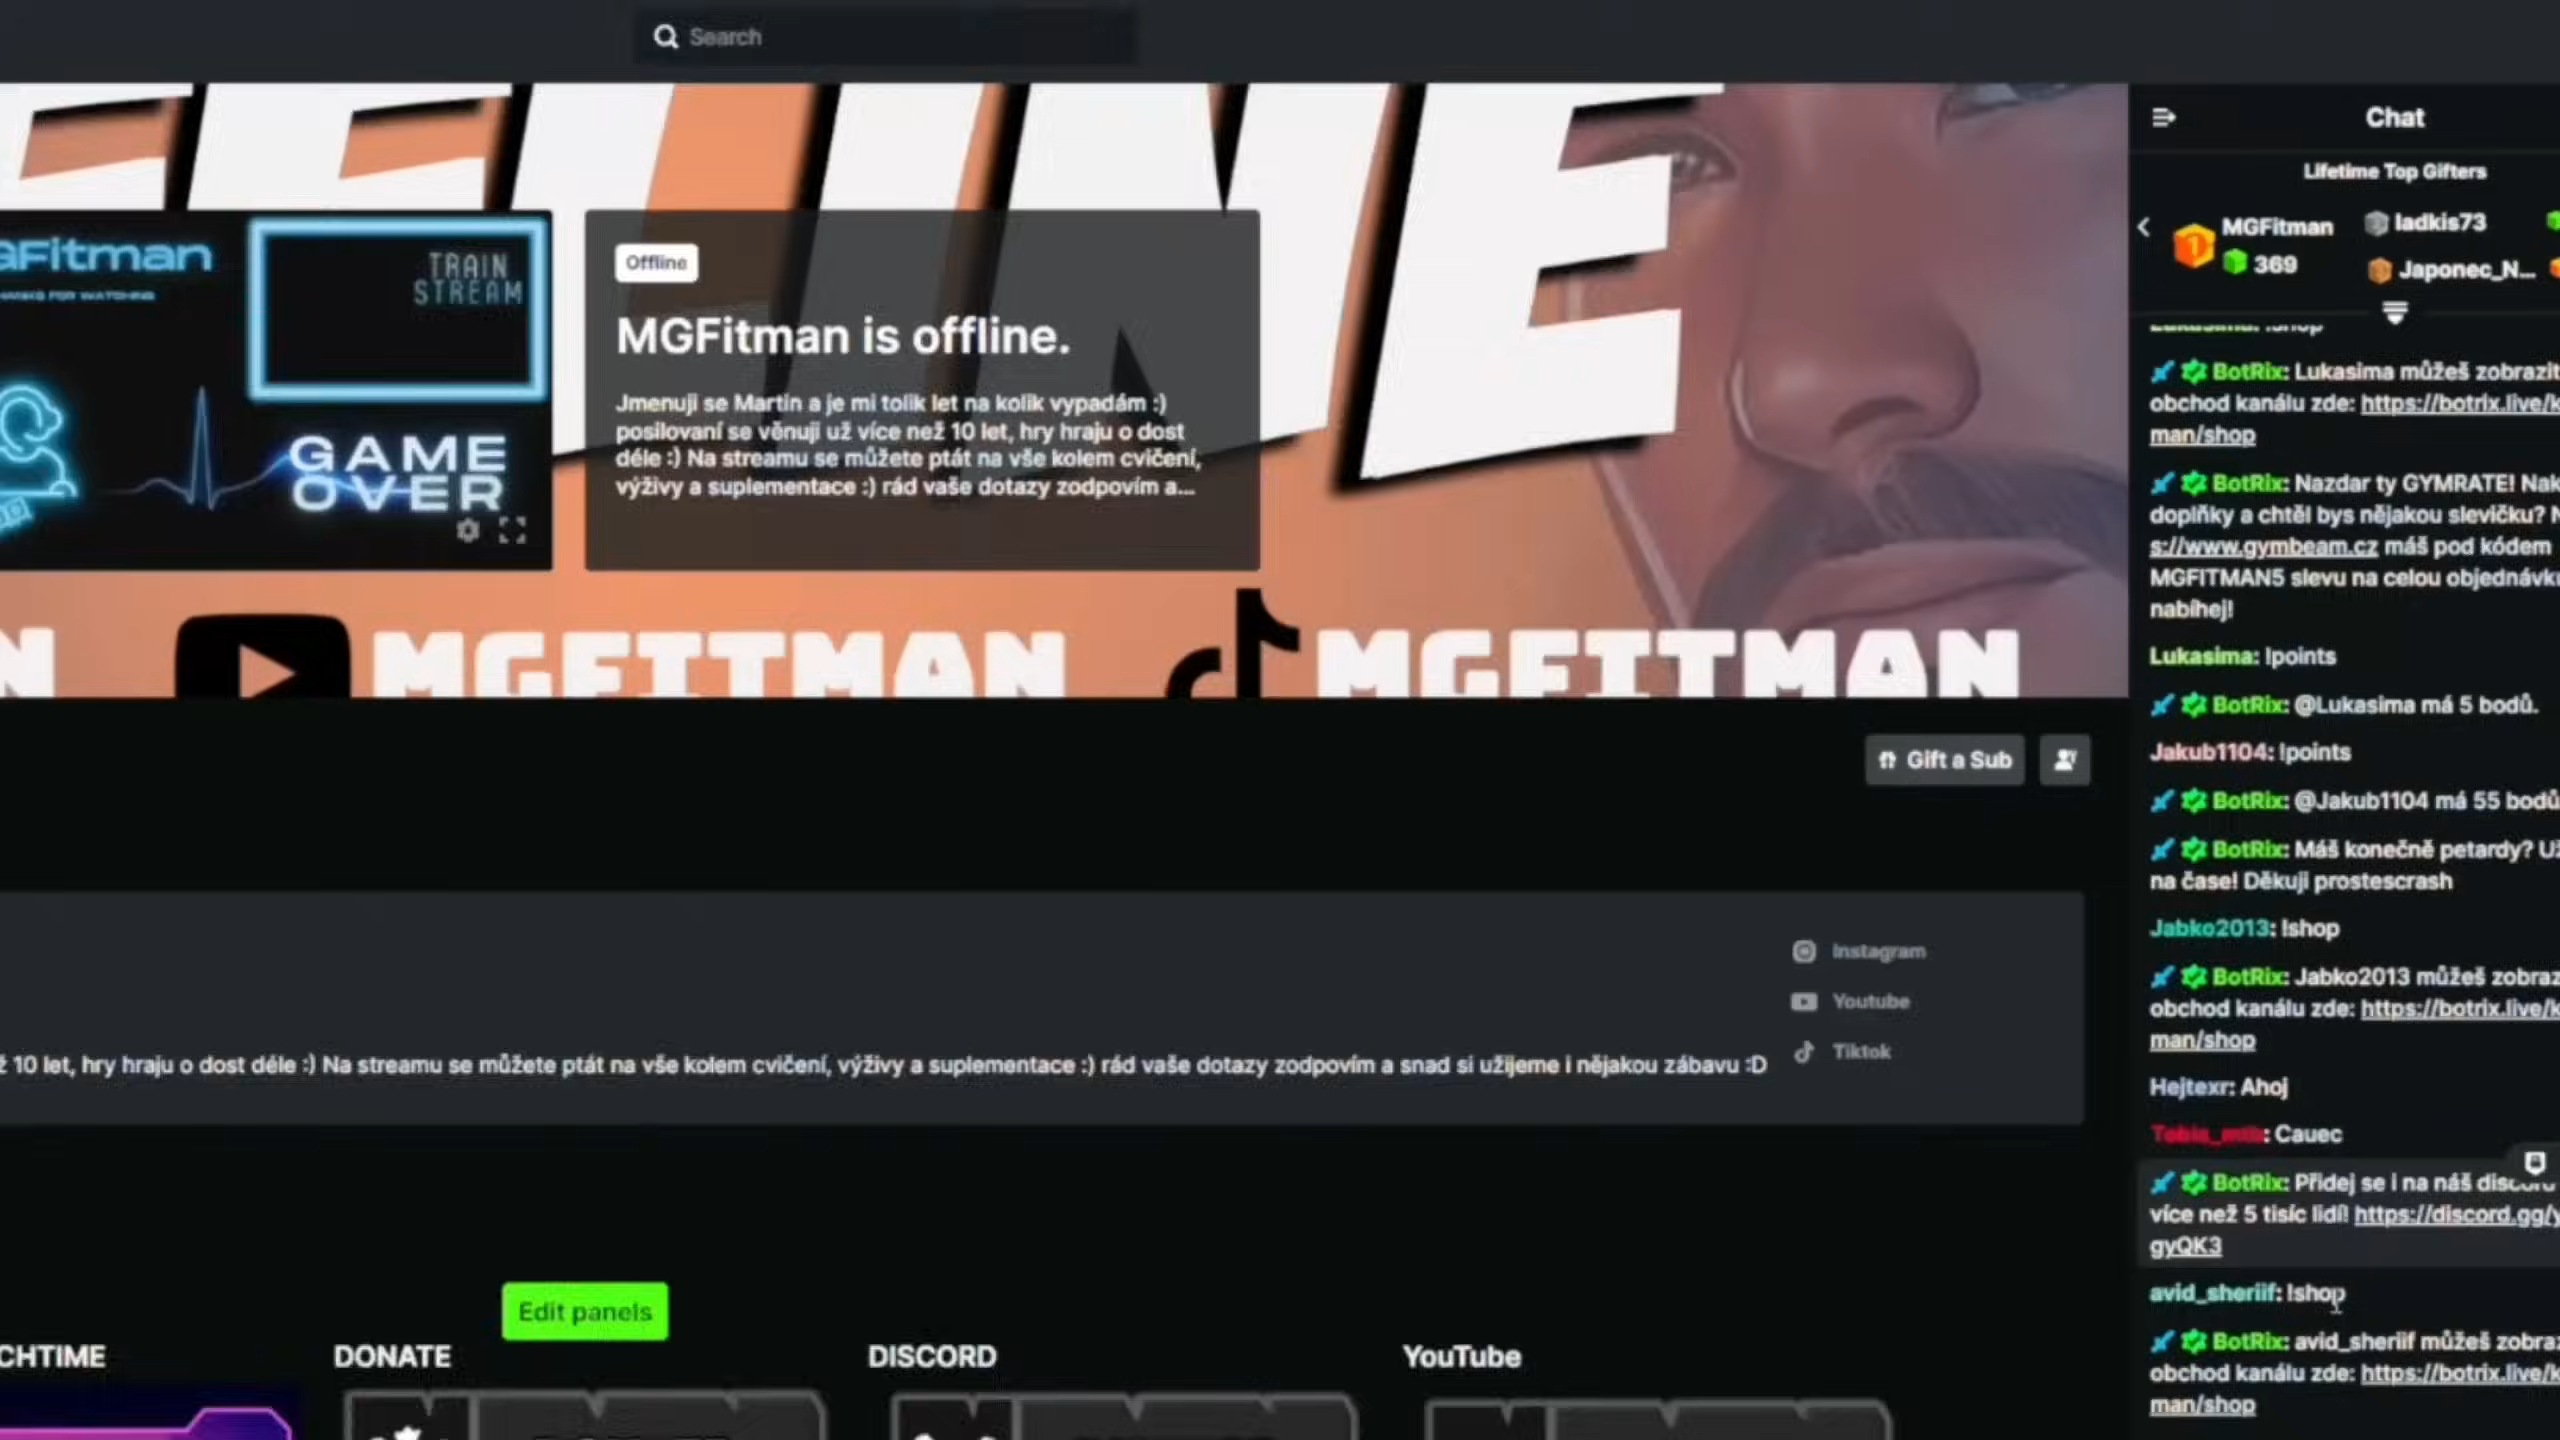 Search
MGFitman
THANKS FOR WATCHING
TRAIN
STREAM
GAME
OVER
Offline
MGFitman is offline.
Jmenuji se Martin a je mi tolik let na kolik vypadám :)
posilovaní se věnuji už více než 10 let, hry hraju o dost
déle :) Na streamu se můžete ptát na vše kolem cvičení,
výživy a suplementace :) rád vaše dotazy zodpovím a...
MGFITMAN
MGFITMAN
Gift a Sub
Instagram
Youtube
Tiktok
ž 10 let, hry hraju o dost déle :) Na streamu se můžete ptát na vše kolem cvičení, výživy a suplementace :) rád vaše dotazy zodpovím a snad si užijeme i nějakou zábavu :D
Edit panels
CHTIME
DONATE
DISCORD
YouTube
Chat
Lifetime Top Gifters
MGFitman
369
ladkis73
Japonec_N...
Lukasima: !shop
BotRix: Lukasima můžeš zobrazit
obchod kanálu zde: https://botrix.live/k
man/shop
BotRix: Nazdar ty GYMRATE! Nak
doplňky a chtěl bys nějakou slevičku? N
s://www.gymbeam.cz máš pod kódem
MGFITMAN5 slevu na celou objednávku
nabíhej!
Lukasima: !points
BotRix: @Lukasima má 5 bodů.
Jakub1104: !points
BotRix: @Jakub1104 má 55 bodů
BotRix: Máš konečně petardy? Už
na čase! Děkuji prostescrash
Jabko2013: !shop
BotRix: Jabko2013 můžeš zobraz
obchod kanálu zde: https://botrix.live/k
man/shop
Hejtexr: Ahoj
: Cauec
BotRix: Přidej se i na náš discord
více než 5 tisíc lidí! https://discord.gg/y
gyQK3
avid_sheriif: !shop
BotRix: avid_sheriif můžeš zobraz
obchod kanálu zde: https://botrix.live/k
man/shop